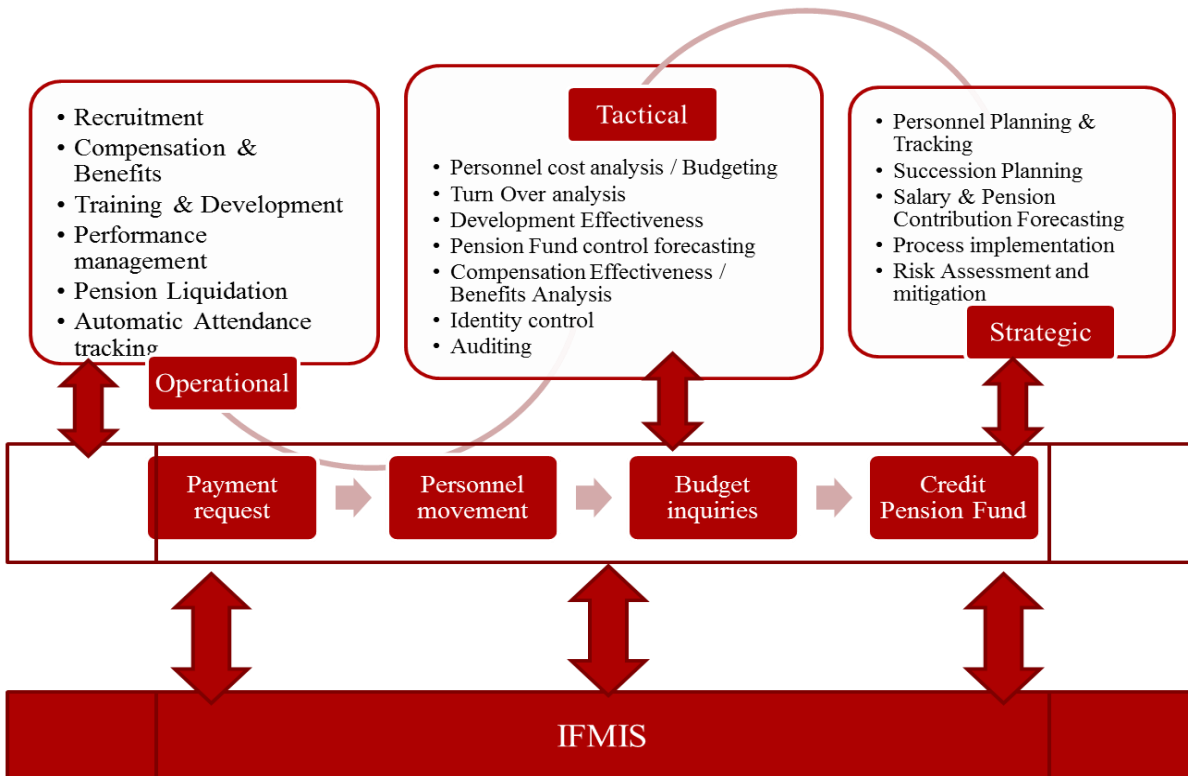 • Recruitment
• Compensation &
Benefits
• Training & Development
• Performance
management
• Pension Liquidation
• Automatic Attendance
tracking
Operational
Tactical
• Personnel cost analysis / Budgeting
• Turn Over analysis
• Development Effectiveness
• Pension Fund control forecasting
• Compensation Effectiveness /
Benefits Analysis
• Identity control
• Auditing
• Personnel Planning &
Tracking
• Succession Planning
• Salary & Pension
Contribution Forecasting
• Process implementation
• Risk Assessment and
mitigation
Strategic
Payment
request
Personnel
movement
Budget
inquiries
Credit
Pension Fund
IFMIS